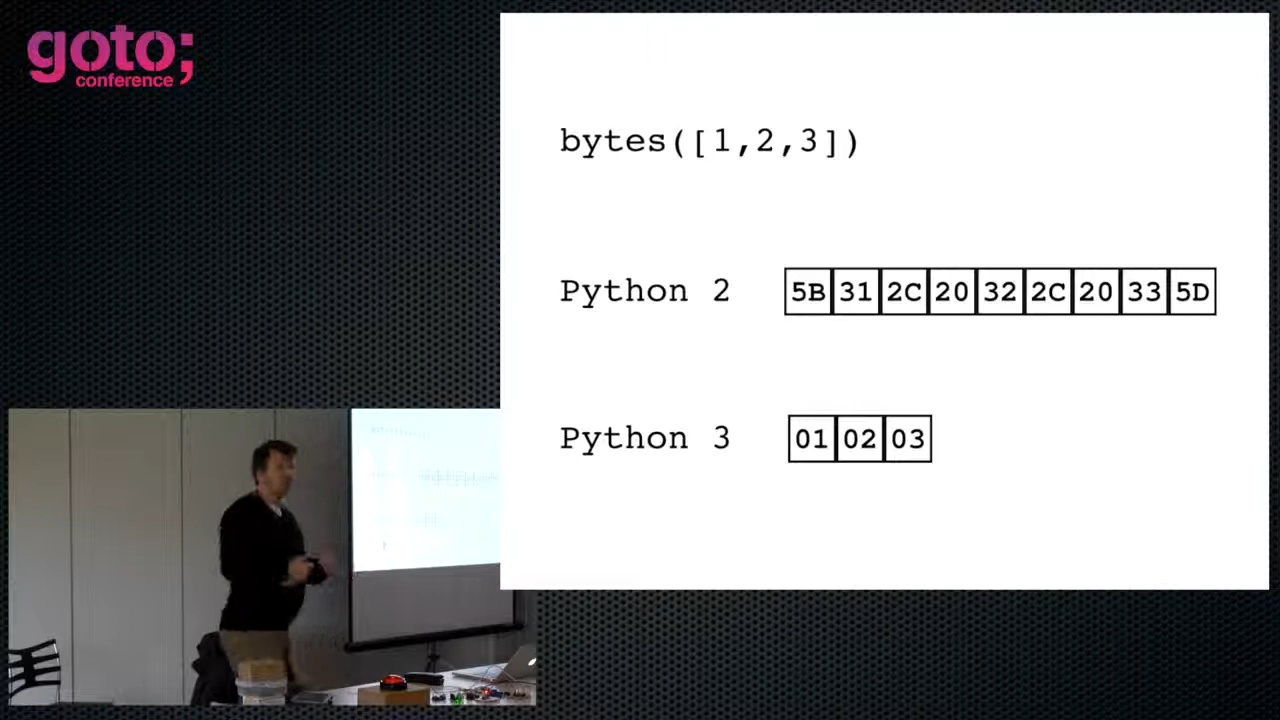 goto;
conference
bytes([1,2,3])
Python 2 5B 31 2C 20 32 2C 20 33 5D
Python 3 01 02 03